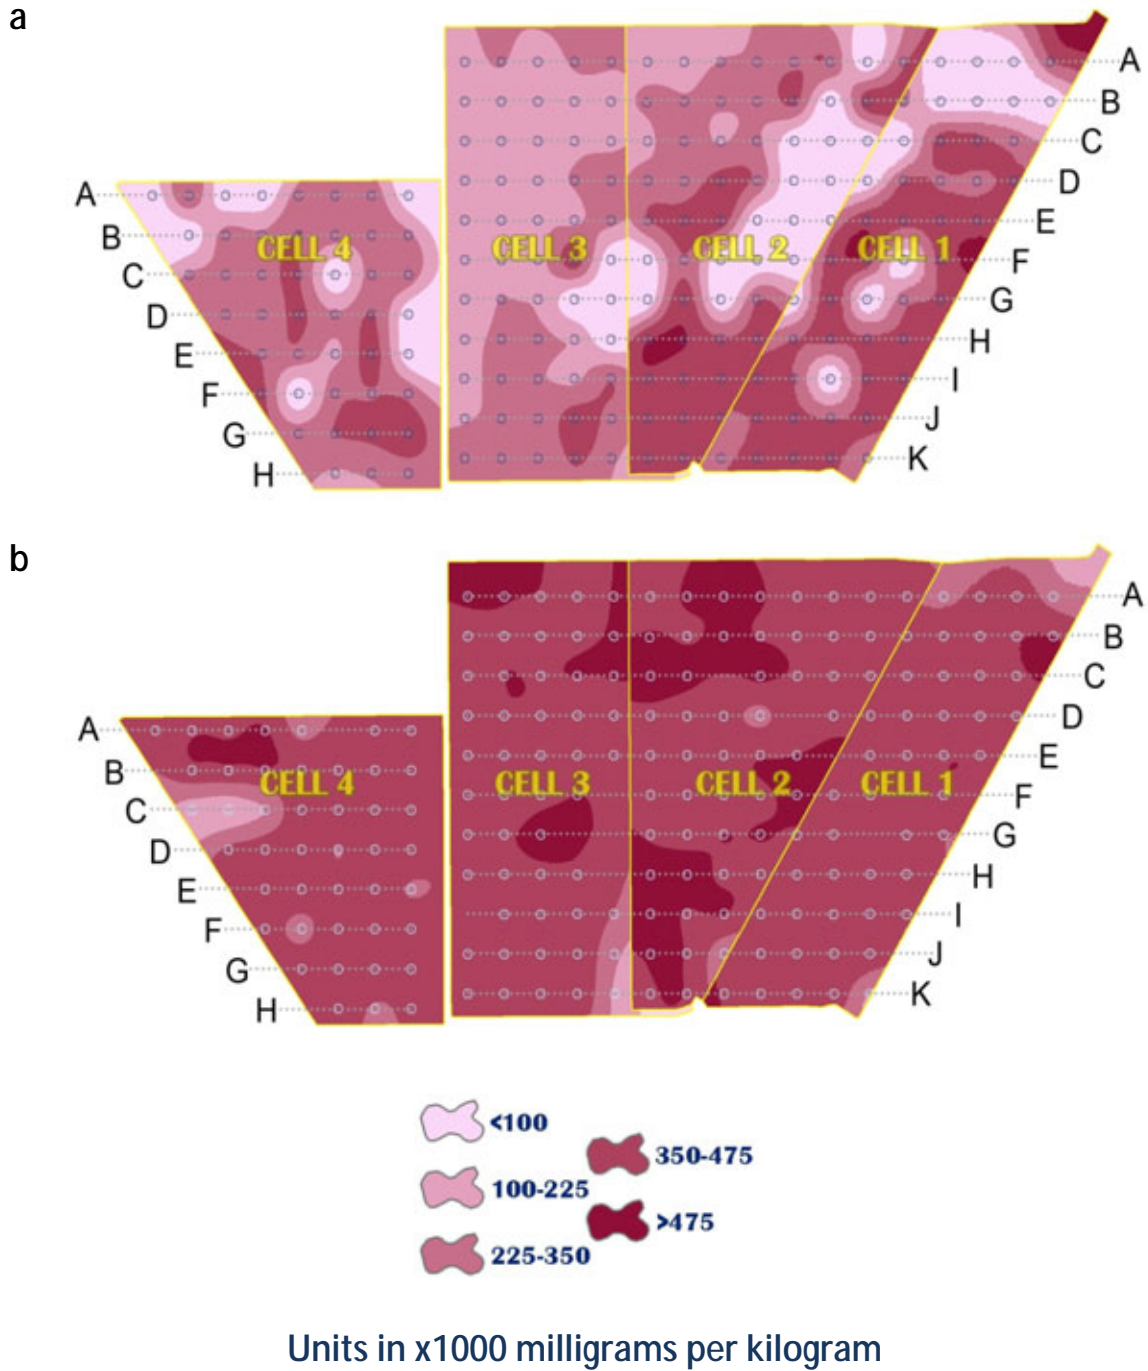 a
A
B
C
A
D
B
E
CELL 4
CELL 3
CELL 2
CELL 1
C
F
D
G
E
H
F
I
G
J
H
K
b
A
B
C
A
D
B
E
CELL 4
CELL 3
CELL 2
CELL 1
C
F
D
G
E
H
F
I
G
J
H
K
<100
350-475
100-225
>475
225-350
Units in x1000 milligrams per kilogram